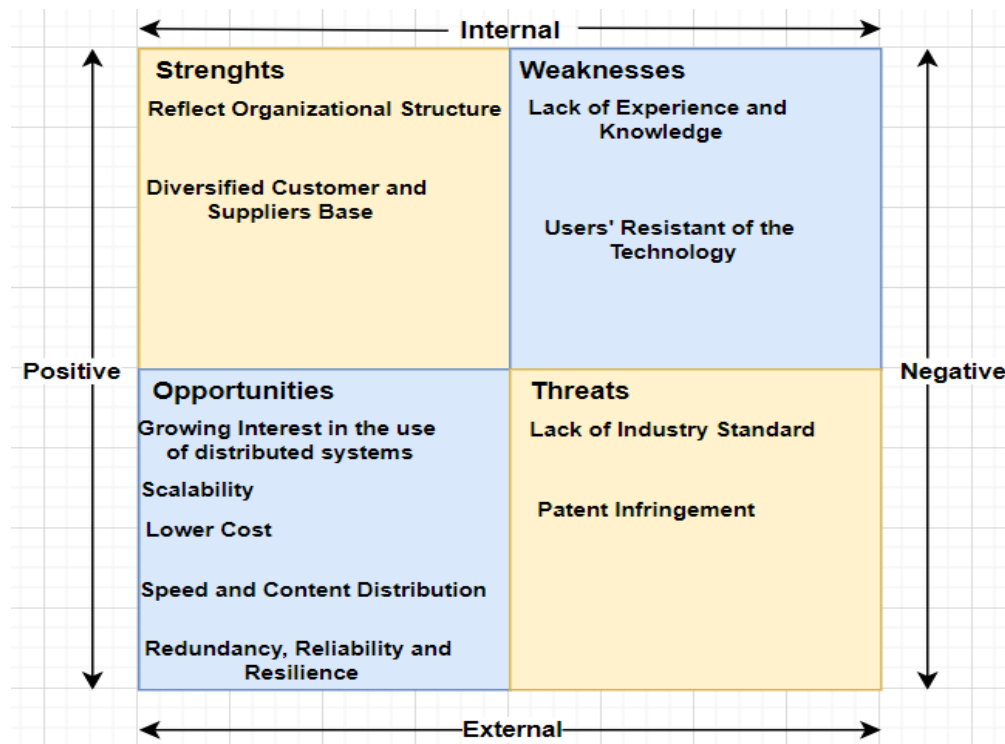 Internal
Strenghts
Reflect Organizational Structure
Diversified Customer and
Suppliers Base
Weaknesses
Lack of Experience and
Knowledge
Users' Resistant of the
Technology
Positive
Negative
Opportunities
Growing Interest in the use
of distributed systems
Scalability
Lower Cost
Speed and Content Distribution
Redundancy, Reliability and
Resilience
Threats
Lack of Industry Standard
Patent Infringement
External